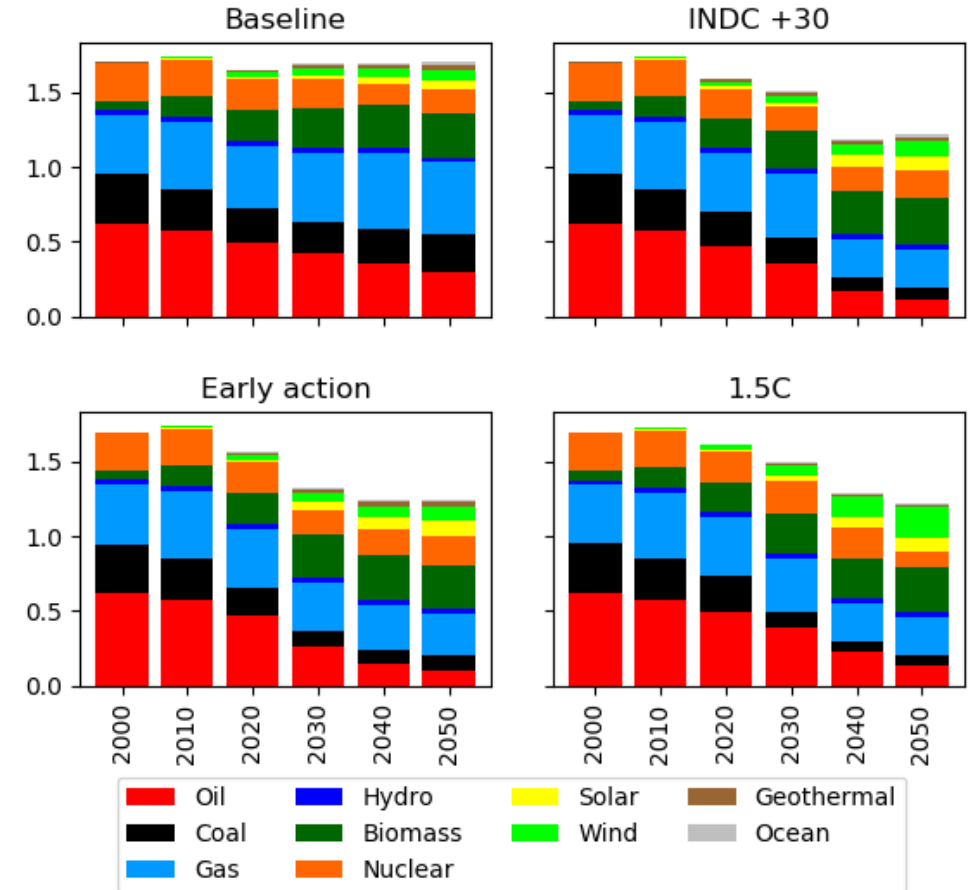 Baseline
INDC +30
1.5
1.0
0.5
0.0
Early action
1.5C
1.5
1.0
0.5
0.0
2000 2010 2020 2030 2040 2050
2000 2010 2020 2030 2040 2050
Oil Hydro Solar Geothermal
Coal Biomass Wind Ocean
Gas Nuclear